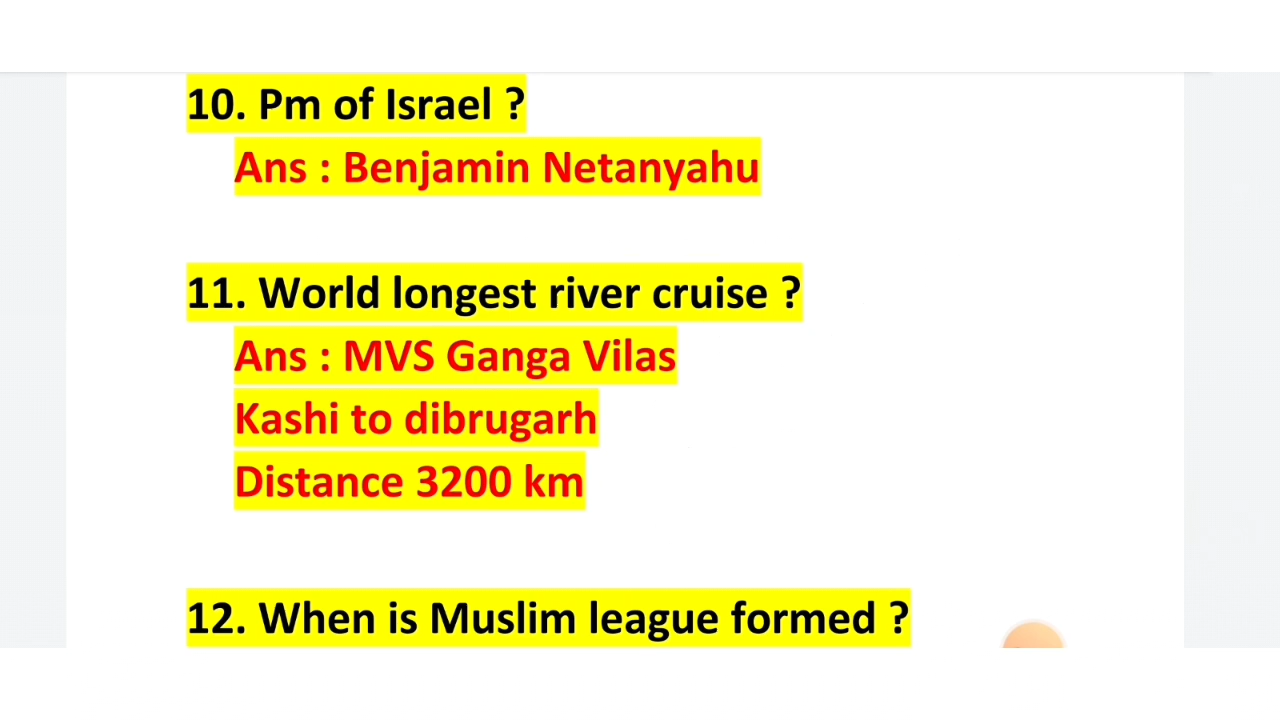 10. Pm of Israel ?
Ans : Benjamin Netanyahu
11. World longest river cruise ?
Ans : MVS Ganga Vilas
Kashi to dibrugarh
Distance 3200 km
12. When is Muslim league formed ?